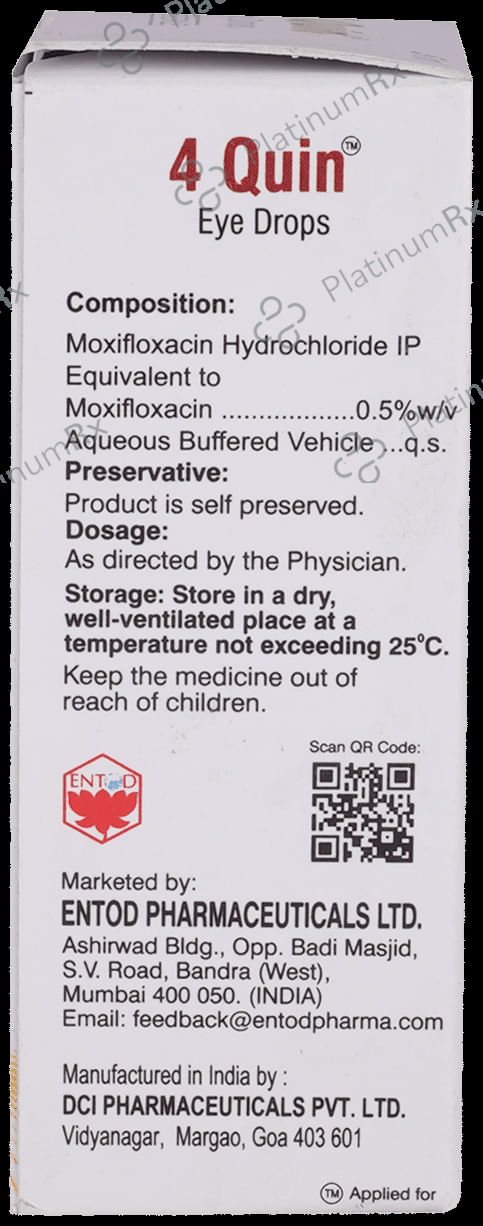 4 Quin™
Eye Drops
Composition:
Moxifloxacin Hydrochloride IP
Equivalent to
Moxifloxacin ..................0.5%w/v
Aqueous Buffered Vehicle ...q.s.
Preservative:
Product is self preserved.
Dosage:
As directed by the Physician.
Storage: Store in a dry,
well-ventilated place at a
temperature not exceeding 25⁰C.
Keep the medicine out of
reach of children.
Scan QR Code:
ENTOD
Marketed by:
ENTOD PHARMACEUTICALS LTD.
Ashirwad Bldg., Opp. Badi Masjid,
S.V. Road, Bandra (West),
Mumbai 400 050. (INDIA)
Email: feedback@entodpharma.com
Manufactured in India by :
DCI PHARMACEUTICALS PVT. LTD.
Vidyanagar, Margao, Goa 403 601
™ Applied for
PlatinumRx
PlatinumRx